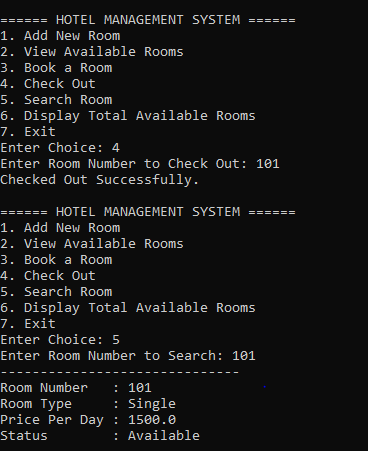 ====== HOTEL MANAGEMENT SYSTEM ======
1. Add New Room
2. View Available Rooms
3. Book a Room
4. Check Out
5. Search Room
6. Display Total Available Rooms
7. Exit
Enter Choice: 4
Enter Room Number to Check Out: 101
Checked Out Successfully.
====== HOTEL MANAGEMENT SYSTEM ======
1. Add New Room
2. View Available Rooms
3. Book a Room
4. Check Out
5. Search Room
6. Display Total Available Rooms
7. Exit
Enter Choice: 5
Enter Room Number to Search: 101
------------------------------
Room Number   : 101
Room Type     : Single
Price Per Day : 1500.0
Status        : Available